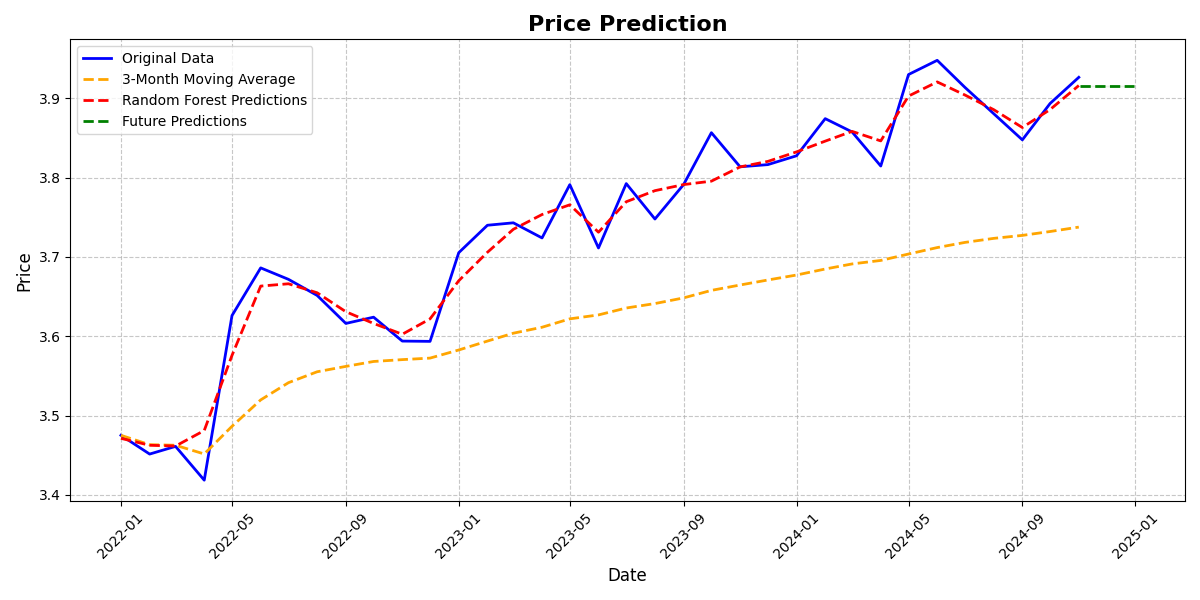 Price Prediction
Original Data
3-Month Moving Average
Random Forest Predictions
Future Predictions
Price
3.9
3.8
3.7
3.6
3.5
3.4
2022-01
2022-05
2022-09
2023-01
2023-05
2023-09
2024-01
2024-05
2024-09
2025-01
Date